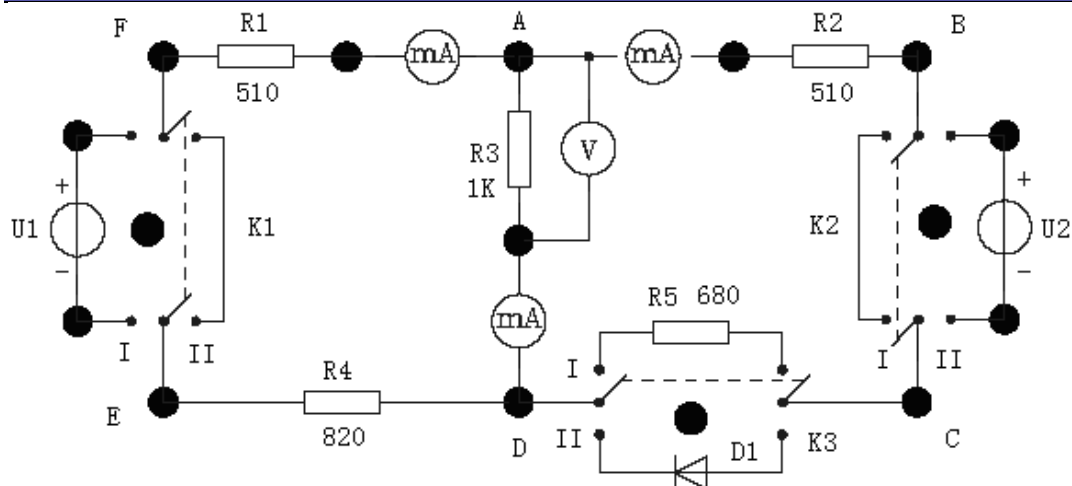 F
R1
A
R2
B
mA
mA
510
510
R3
1K
V
+
U1
-
K1
K2
+
U2
-
mA
R5 680
I
II
I
I
II
R4
E
D
II
D1
K3
C
820